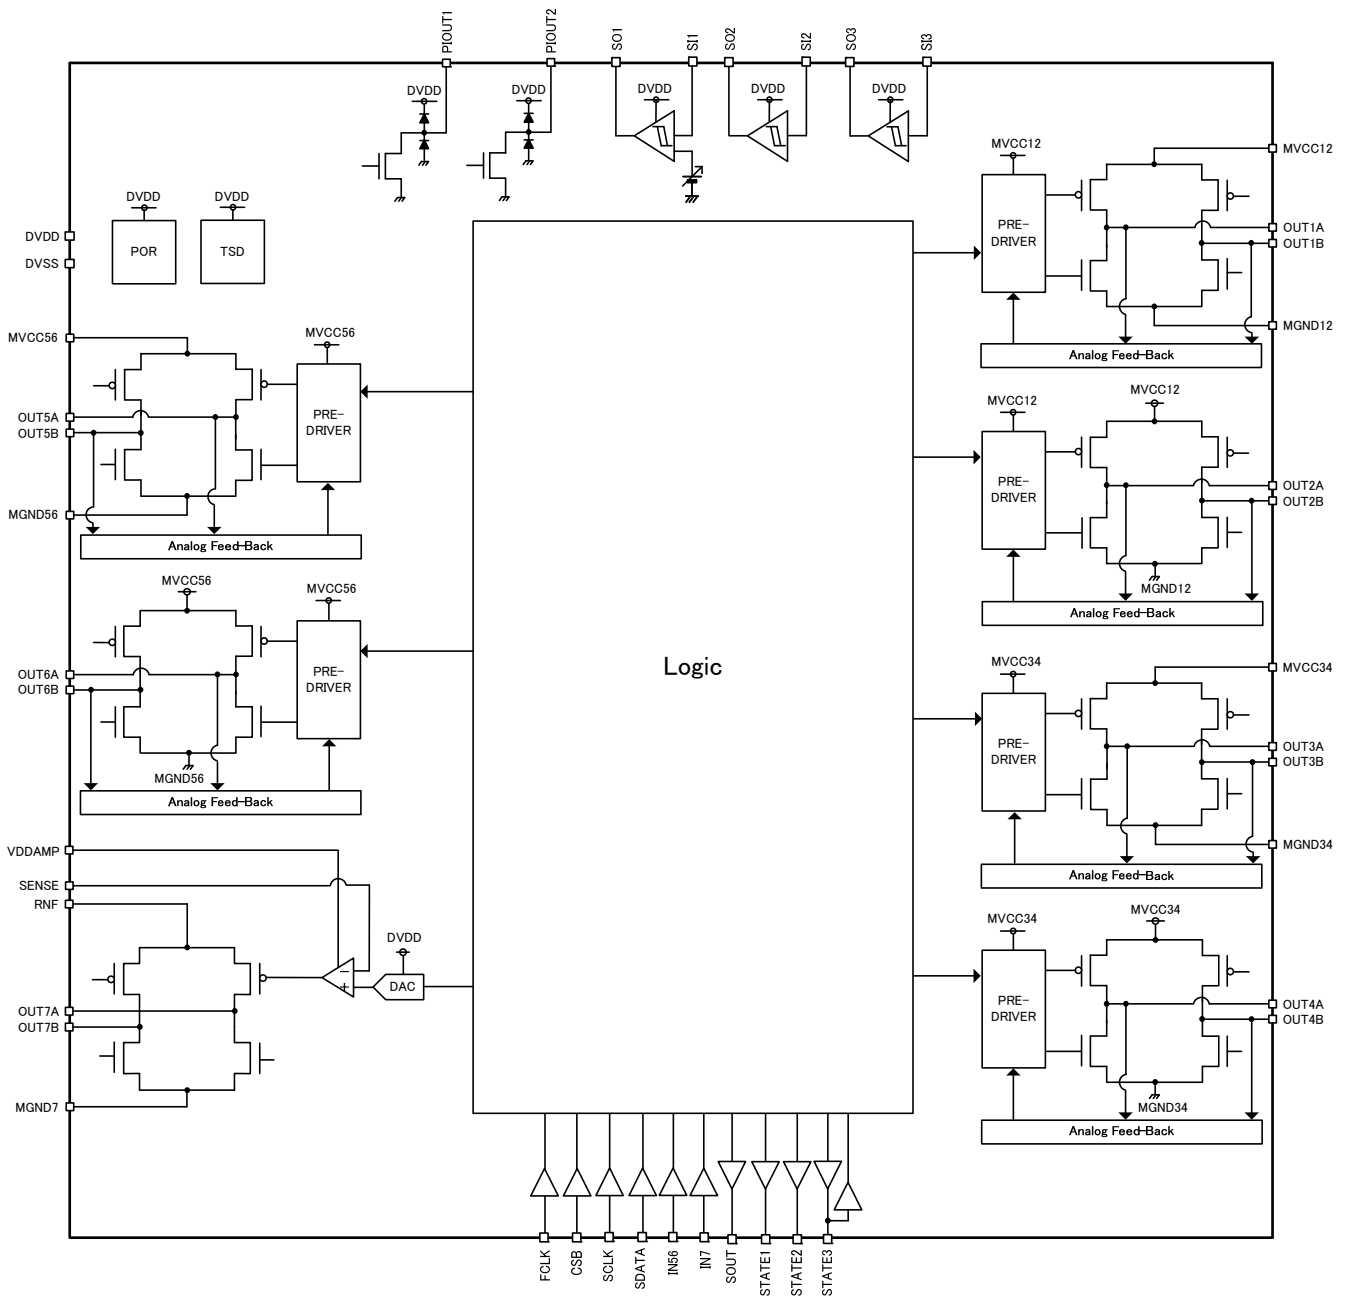 PIOUT1
PIOUT2
SO1
SI1
SO2
SI2
SO3
SI3
DVDD
DVDD
DVDD
DVDD
DVDD
DVDD
DVDD
POR
TSD
DVDD
DVSS
MVCC56
MVCC56
PRE-
DRIVER
OUT5A
OUT5B
MGND56
Analog Feed-Back
MVCC56
MVCC56
PRE-
DRIVER
OUT6A
OUT6B
MGND56
Analog Feed-Back
VDDAMP
SENSE
RNF
DVDD
−
+
DAC
OUT7A
OUT7B
MGND7
Logic
MVCC12
MVCC12
PRE-
DRIVER
OUT1A
OUT1B
MGND12
Analog Feed-Back
MVCC12
MVCC12
PRE-
DRIVER
OUT2A
OUT2B
MGND12
Analog Feed-Back
MVCC34
MVCC34
PRE-
DRIVER
OUT3A
OUT3B
MGND34
Analog Feed-Back
MVCC34
MVCC34
PRE-
DRIVER
OUT4A
OUT4B
MGND34
Analog Feed-Back
FCLK
CSB
SCLK
SDATA
IN56
IN7
SOUT
STATE1
STATE2
STATE3